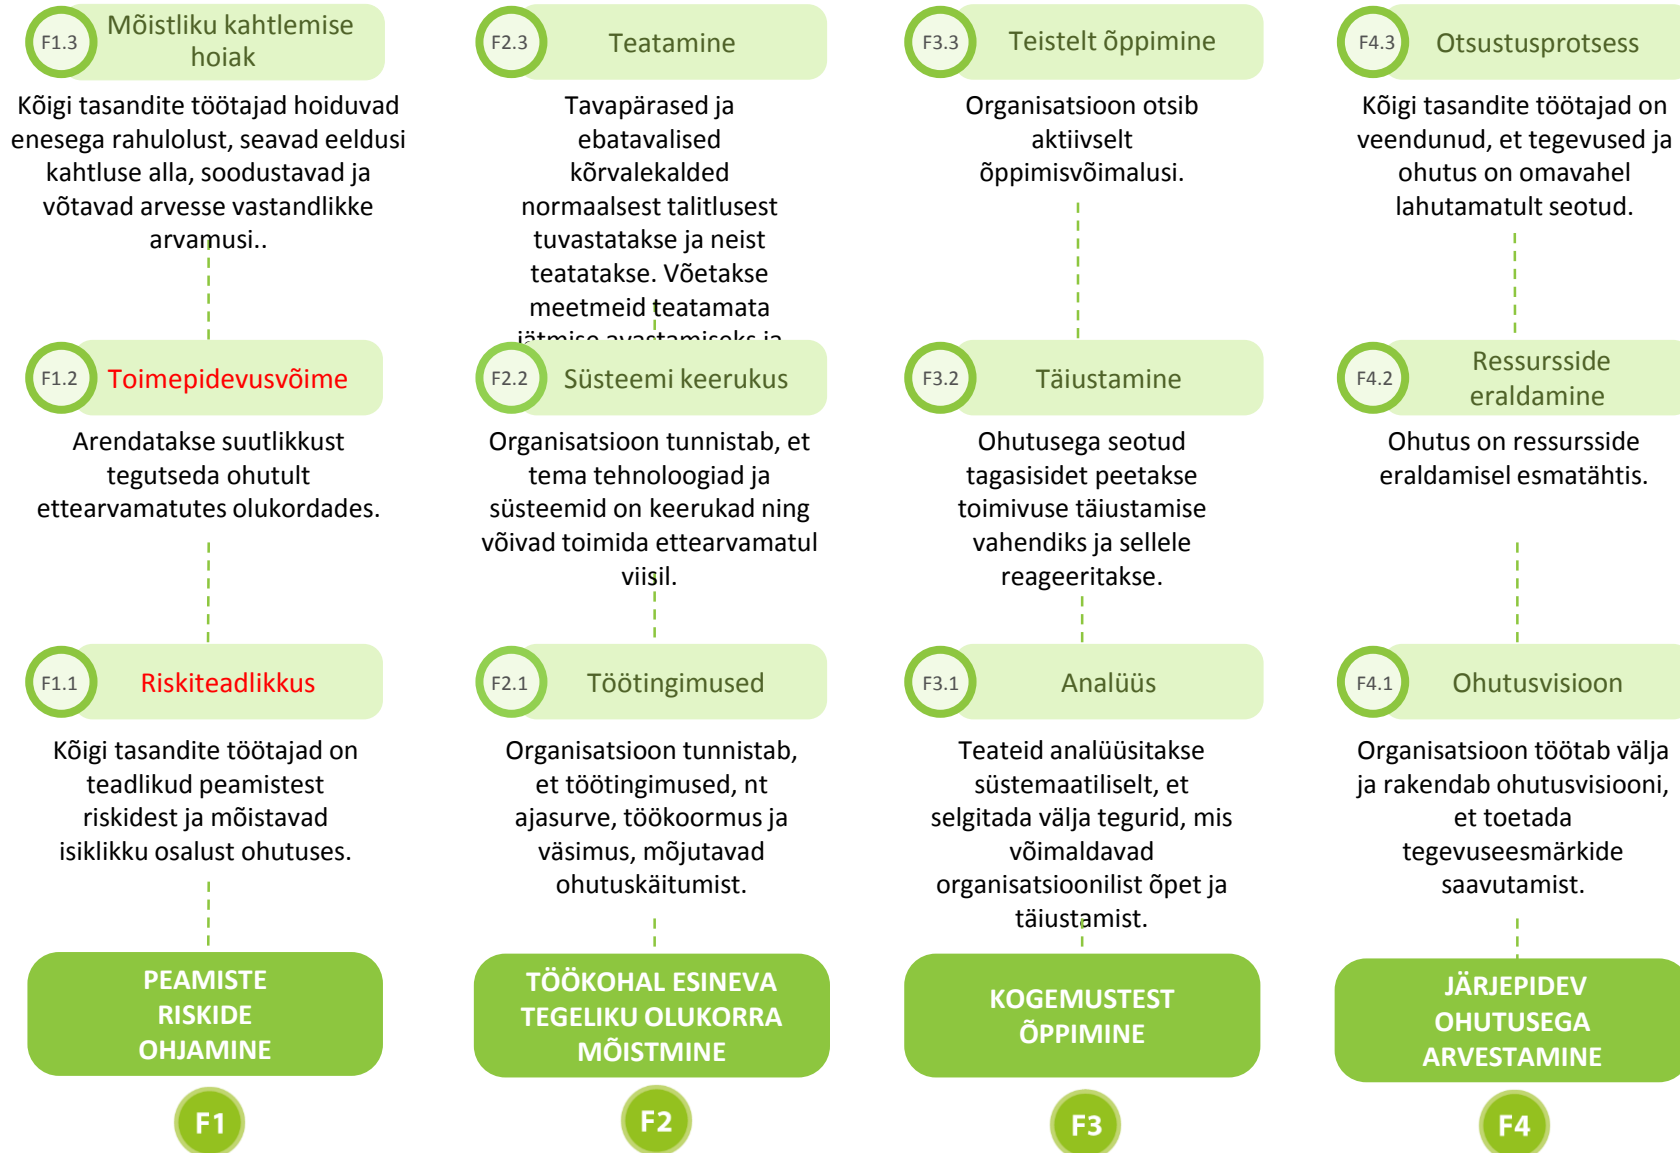 F1.3
Mõistliku kahtlemise
hoiak
Kõigi tasandite töötajad hoiduvad
enesega rahulolust, seavad eeldusi
kahtluse alla, soodustavad ja
võtavad arvesse vastandlikke
arvamusi..
F1.2
Toimepidevusvõime
Arendatakse suutlikkust
tegutseda ohutult
ettearvamatutes olukordades.
F1.1
Riskiteadlikkus
Kõigi tasandite töötajad on
teadlikud peamistest
riskidest ja mõistavad
isiklikku osalust ohutuses.
PEAMISTE
RISKIDE
OHJAMINE
F1
F2.3
Teatamine
Tavapärased ja
ebatavalised
kõrvalekalded
normaalsest talitlusest
tuvastatakse ja neist
teatatakse. Võetakse
meetmeid teatamata
jätmise avastamiseks ja
F2.2
Süsteemi keerukus
Organisatsioon tunnistab, et
tema tehnoloogiad ja
süsteemid on keerukad ning
võivad toimida ettearvamatul
viisil.
F2.1
Töötingimused
Organisatsioon tunnistab,
et töötingimused, nt
ajasurve, töökoormus ja
väsimus, mõjutavad
ohutuskäitumist.
TÖÖKOHAL ESINEVA
TEGELIKU OLUKORRA
MÕISTMINE
F2
F3.3
Teistelt õppimine
Organisatsioon otsib
aktiivselt
õppimisvõimalusi.
F3.2
Täiustamine
Ohutusega seotud
tagasisidet peetakse
toimivuse täiustamise
vahendiks ja sellele
reageeritakse.
F3.1
Analüüs
Teateid analüüsitakse
süstemaatiliselt, et
selgitada välja tegurid, mis
võimaldavad
organisatsioonilist õpet ja
täiustamist.
KOGEMUSTEST
ÕPPIMINE
F3
F4.3
Otsustusprotsess
Kõigi tasandite töötajad on
veendunud, et tegevused ja
ohutus on omavahel
lahutamatult seotud.
F4.2
Ressursside
eraldamine
Ohutus on ressursside
eraldamisel esmatähtis.
F4.1
Ohutusvisioon
Organisatsioon töötab välja
ja rakendab ohutusvisiooni,
et toetada
tegevuseesmärkide
saavutamist.
JÄRJEPIDEV
OHUTUSEGA
ARVESTAMINE
F4